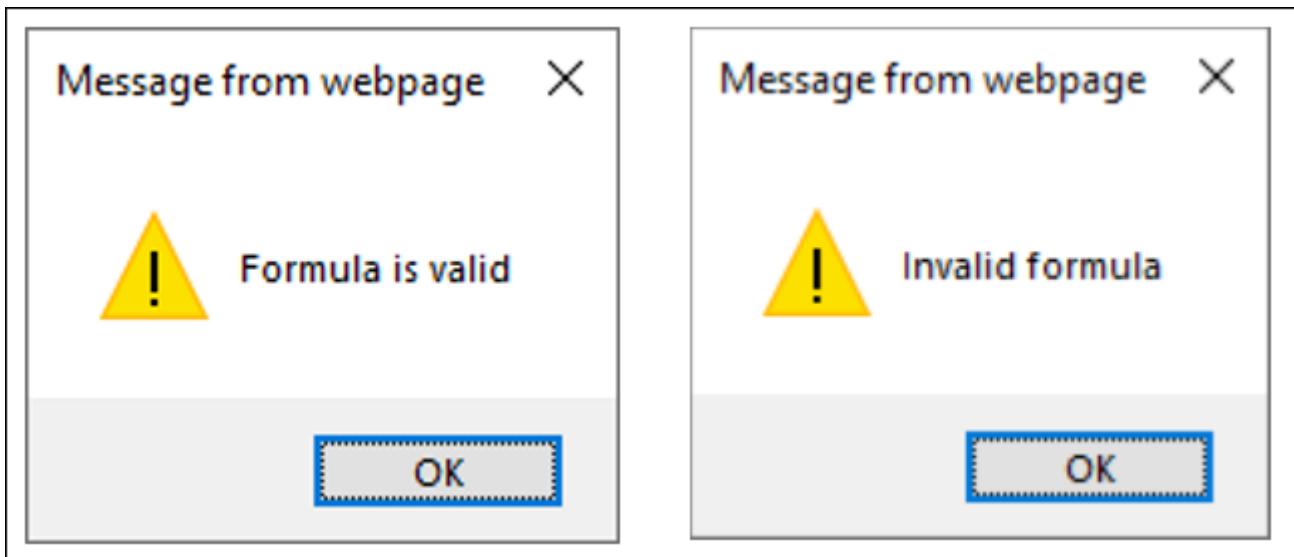 Message from webpage
Formula is valid
OK
Message from webpage
Invalid formula
OK